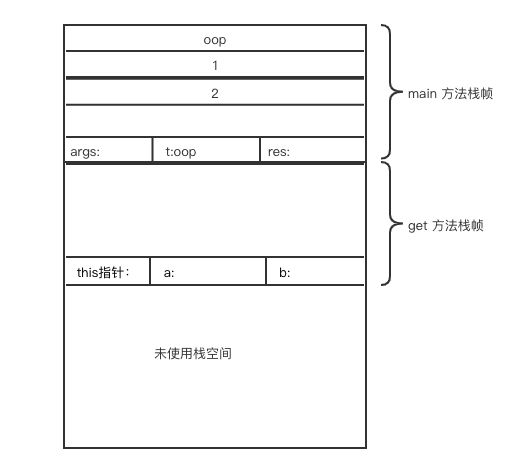 oop
1
2
main 方法栈帧
args: t:oop res:
get 方法栈帧
this指针： a: b:
未使用栈空间